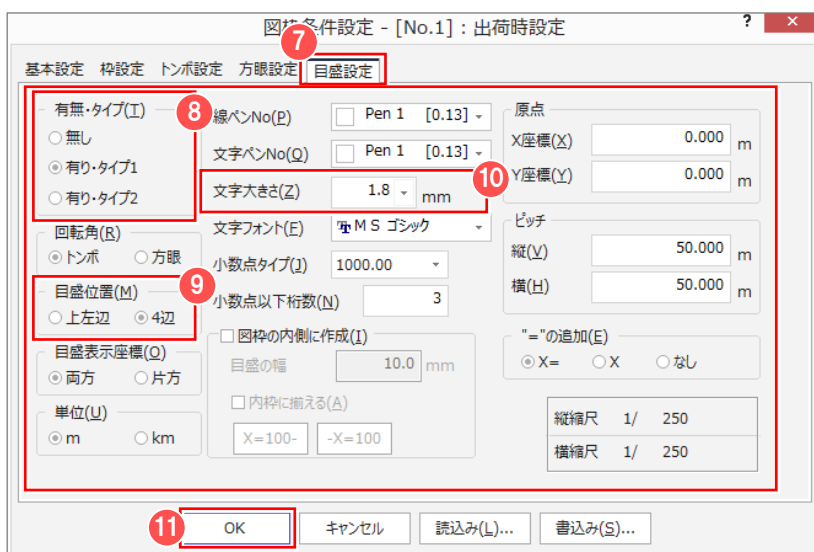 図枠条件設定 - [No.1] : 出荷時設定 ? ×
7
基本設定 枠設定 トンボ設定 方眼設定 目盛設定
8
有無・タイプ(T)
無し
有り・タイプ1
有り・タイプ2
回転角(R)
トンボ 方眼
9
目盛位置(M)
上左辺 4辺
目盛表示座標(O)
両方 片方
単位(U)
m km
線ペンNo(P) Pen 1 [0.13]
文字ペンNo(Q) Pen 1 [0.13]
10
文字大きさ(Z) 1.8 mm
文字フォント(F) MS ゴシック
小数点タイプ(J) 1000.00
小数点以下桁数(N) 3
図枠の内側に作成(I)
目盛の幅 10.0 mm
内枠に揃える(A)
X=100- -X=100
原点
X座標(X) 0.000 m
Y座標(Y) 0.000 m
ピッチ
縦(V) 50.000 m
横(H) 50.000 m
"="の追加(E)
X= X なし
縦縮尺 1/ 250
横縮尺 1/ 250
11
OK キャンセル 読込み(L)... 書込み(S)...